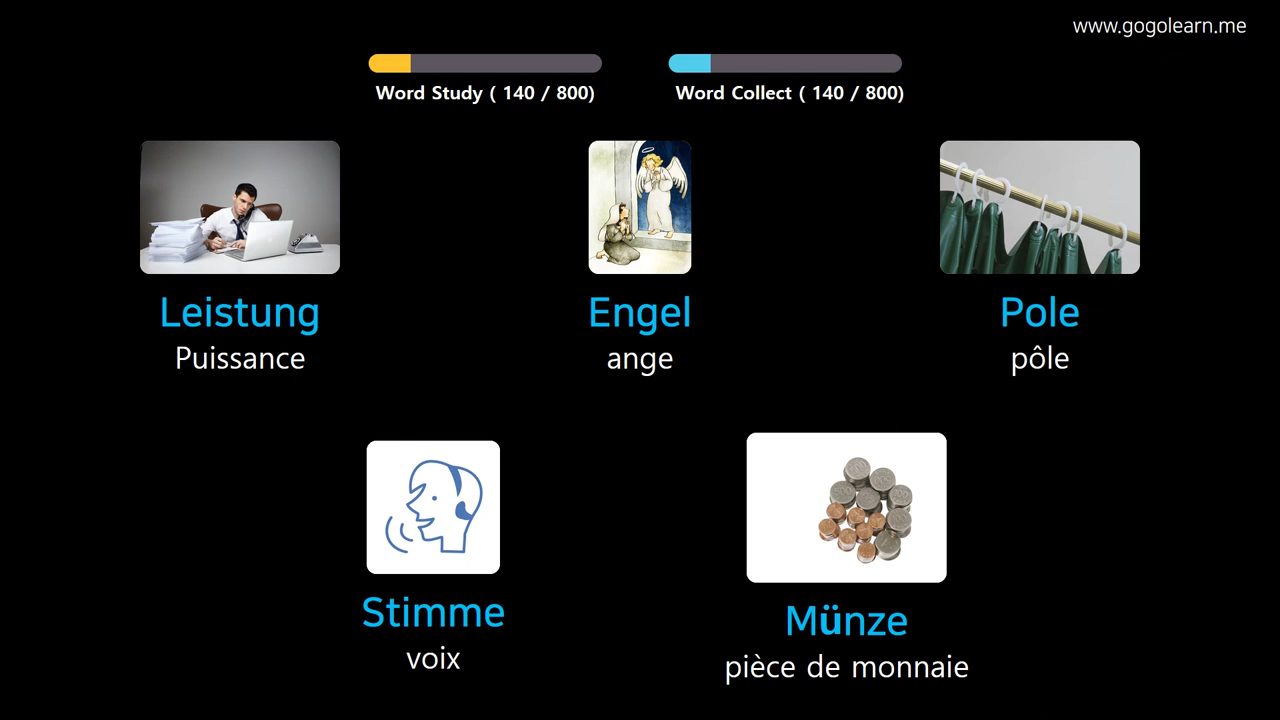 www.gogolearn.me
Word Study ( 140 / 800)
Word Collect ( 140 / 800)
Leistung
Puissance
Engel
ange
Pole
pôle
Stimme
voix
Münze
pièce de monnaie